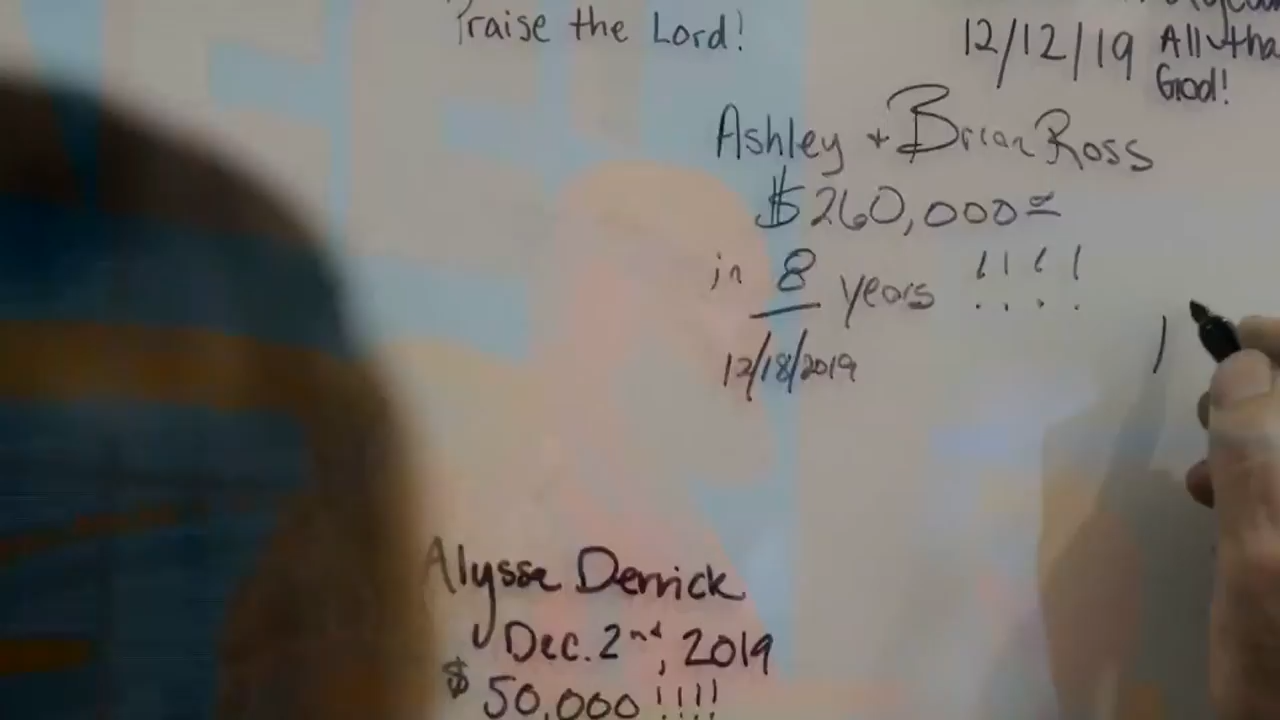 Praise the Lord!
12/12/19 All
God!
Ashley + Brian Ross
$260,000
in 8 years !!!!
12/18/2019
Alyssa Derrick
Dec. 2nd, 2019
$50,000 !!!!